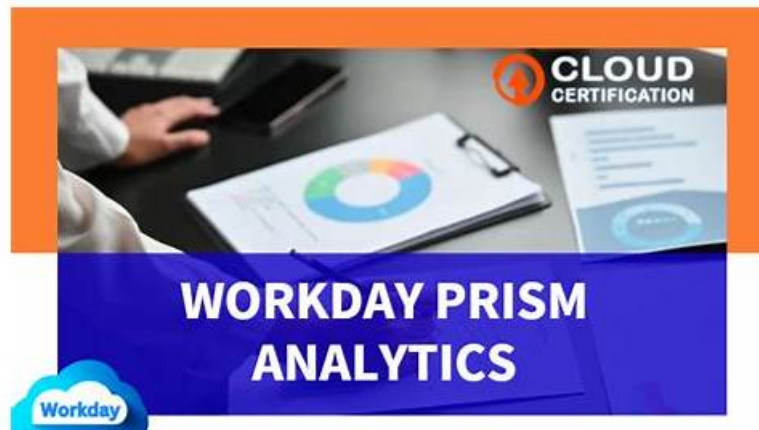 CLOUD
CERTIFICATION
WORKDAY PRISM
ANALYTICS
Workday